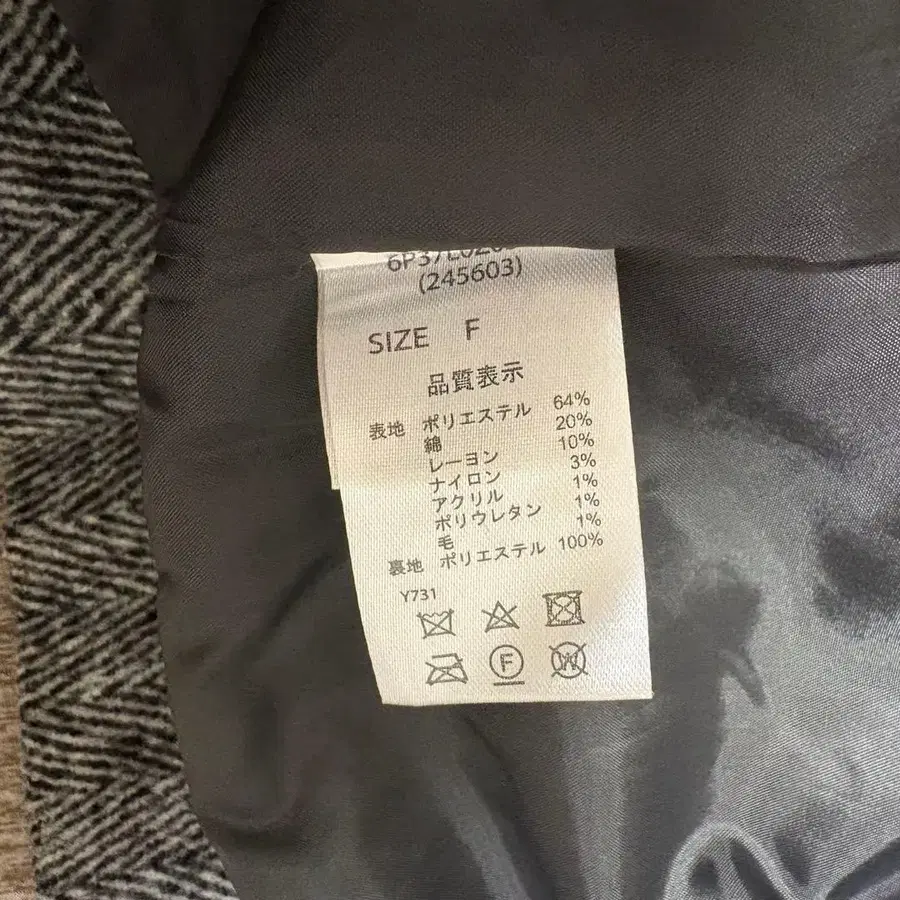 (245603)
SIZE F
品質表示
表地 ポリエステル 64%
綿 20%
レーヨン 10%
ナイロン 3%
アクリル 1%
ポリウレタン 1%
毛 1%
裏地 ポリエステル 100%
Y731
F W